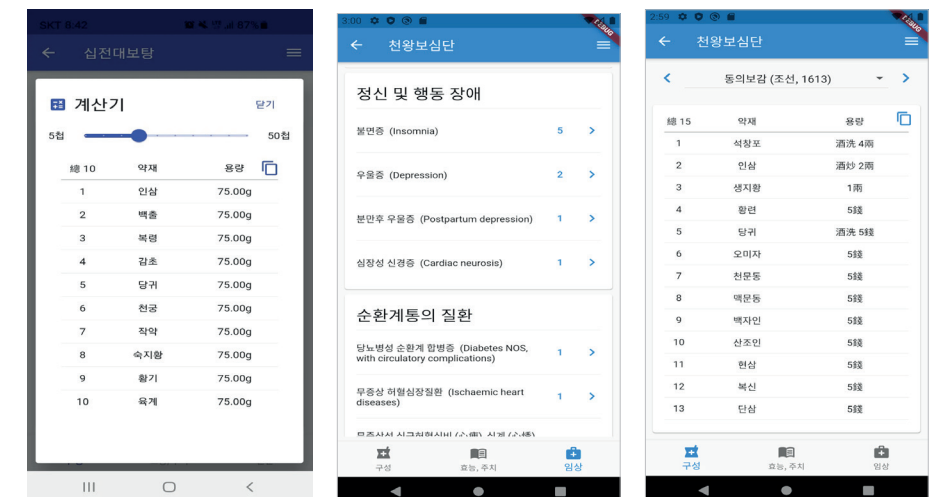 SKT 8:42
87%
십전대보탕
계산기
닫기
5첩
50첩
總 10 약재 용량
1 인삼 75.00g
2 백출 75.00g
3 복령 75.00g
4 감초 75.00g
5 당귀 75.00g
6 천궁 75.00g
7 작약 75.00g
8 숙지황 75.00g
9 황기 75.00g
10 육계 75.00g
3:00
DEBUG
천왕보심단
정신 및 행동 장애
불면증 (Insomnia) 5
우울증 (Depression) 2
분만후 우울증 (Postpartum depression) 1
심장성 신경증 (Cardiac neurosis) 1
순환계통의 질환
당뇨병성 순환계 합병증 (Diabetes NOS,
with circulatory complications) 1
무증상 허혈심장질환 (Ischaemic heart
diseases) 1
구성
효능, 주치
임상
2:59
DEBUG
천왕보심단
동의보감 (조선, 1613)
總 15 약재 용량
1 석창포 酒洗 4兩
2 인삼 酒炒 2兩
3 생지황 1兩
4 황련 5錢
5 당귀 酒洗 5錢
6 오미자 5錢
7 천문동 5錢
8 맥문동 5錢
9 백자인 5錢
10 산조인 5錢
11 현삼 5錢
12 복신 5錢
13 단삼 5錢
구성
효능, 주치
임상